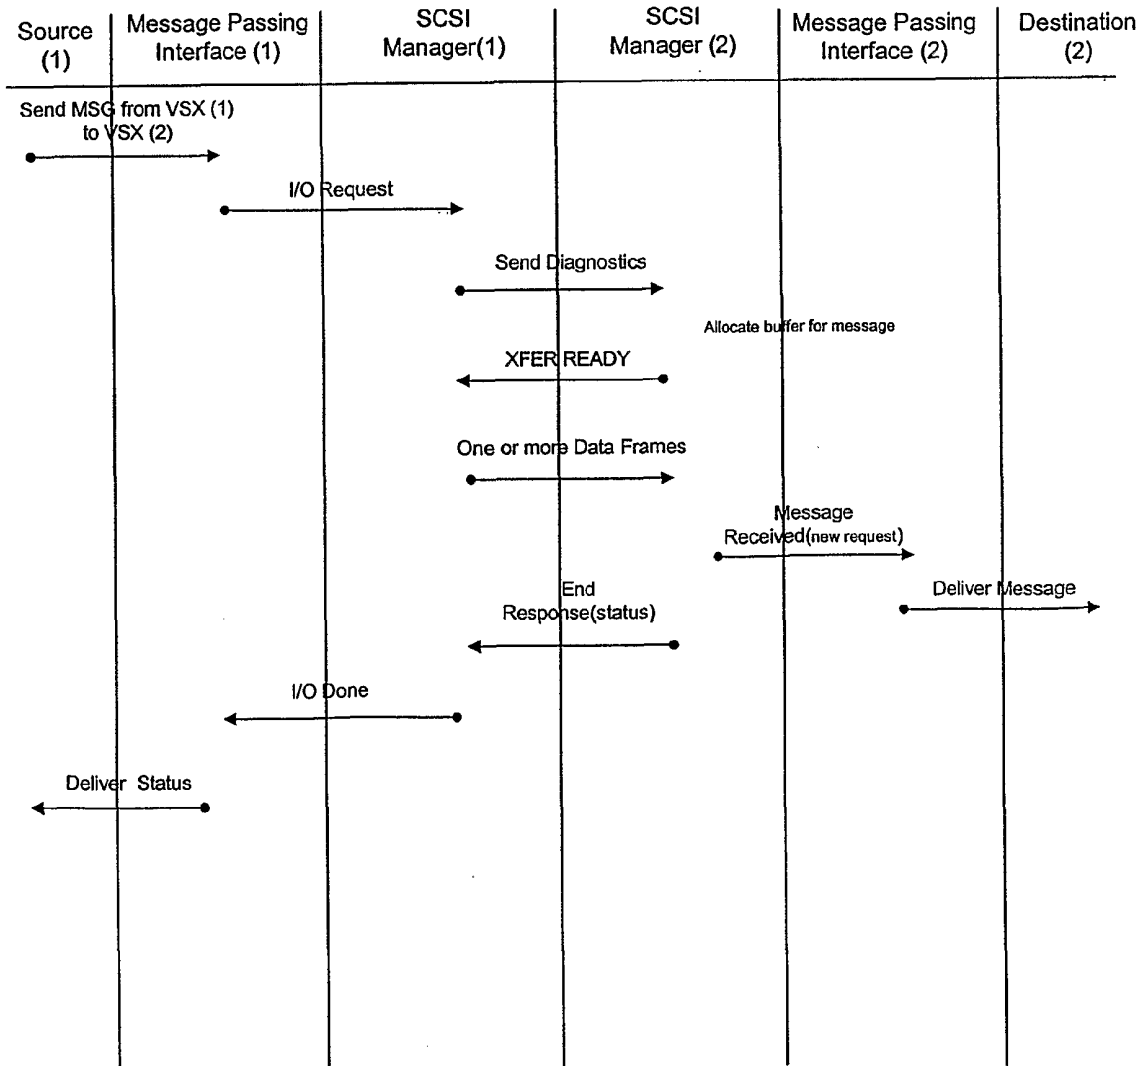 Source
(1)
Message Passing
Interface (1)
SCSI
Manager(1)
SCSI
Manager (2)
Message Passing
Interface (2)
Destination
(2)
Send MSG from VSX (1)
to VSX (2)
I/O Request
Send Diagnostics
Allocate buffer for message
XFER READY
One or more Data Frames
Message
Received(new request)
End
Response(status)
Deliver Message
I/O Done
Deliver Status